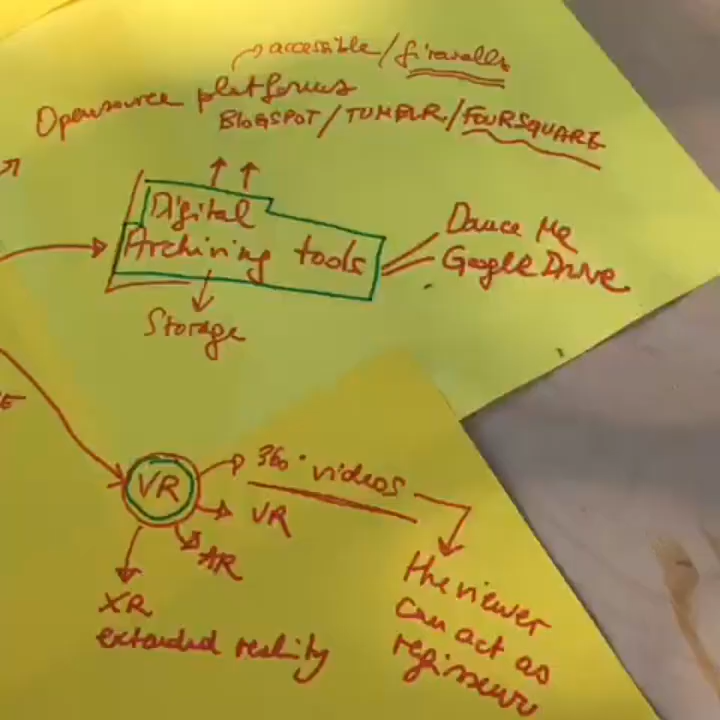 accessible/firewalls
Opensource platforms
BLOGSPOT/TUMBLR/FOURSQUARE
Digital
Archiving tools
Dance Me
Google Drive
Storage
VR
360° videos
VR
AR
XR
extended reality
the viewer
can act as
regisseur